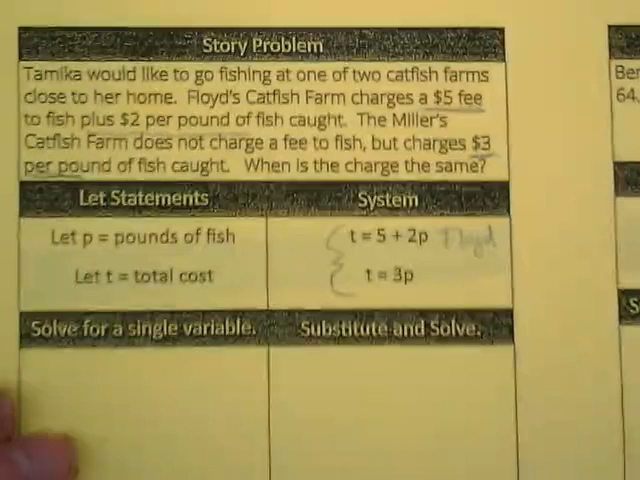 Story Problem
Tamika would like to go fishing at one of two catfish farms
close to her home. Floyd's Catfish Farm charges a $5 fee
to fish plus $2 per pound of fish caught. The Miller's
Catfish Farm does not charge a fee to fish, but charges $3
per pound of fish caught. When is the charge the same?
Let Statements
System
Let p = pounds of fish
t = 5 + 2p Floyd
Let t = total cost
t = 3p
Solve for a single variable.
Substitute and Solve.
Ber
64.
S